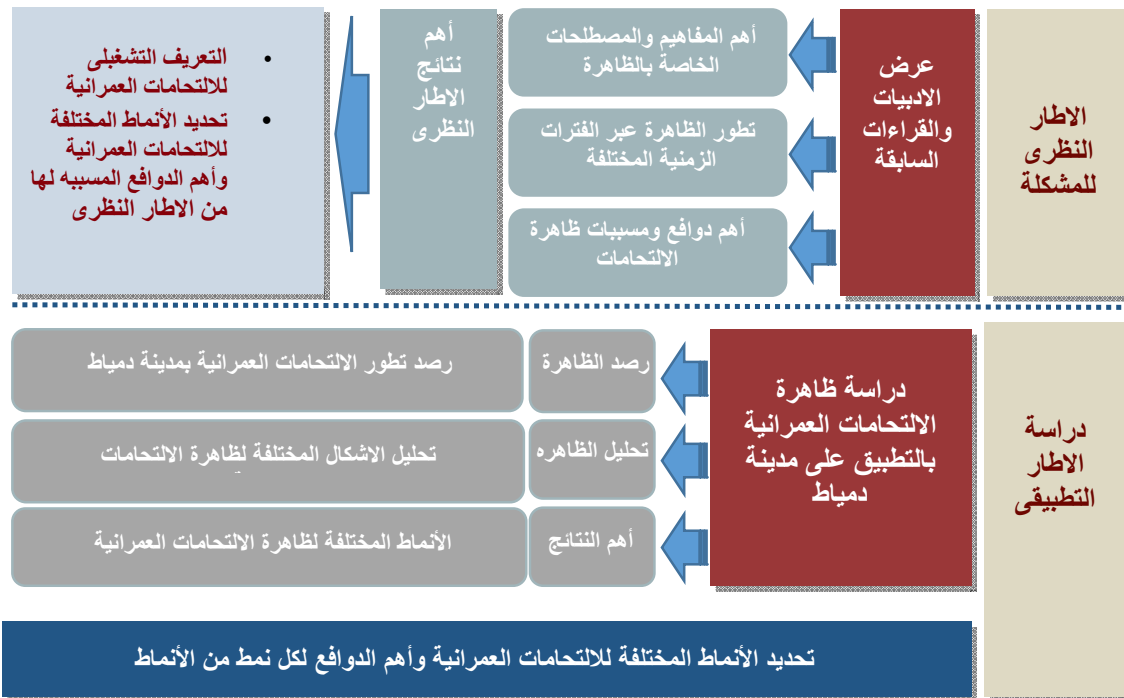 الاطار
النظرى
للمشكلة
عرض
الادبيات
والقراءات
السابقة
أهم المفاهيم والمصطلحات
الخاصة بالظاهرة
تطور الظاهرة عبر الفترات
الزمنية المختلفة
أهم دوافع ومسببات ظاهرة
الالتحامات
أهم
نتائج
الاطار
النظرى
• التعريف التشغيلى
للالتحامات العمرانية
• تحديد الأنماط المختلفة
للالتحامات العمرانية
وأهم الدوافع المسببه لها
من الاطار النظرى
دراسة
الاطار
التطبيقى
دراسة ظاهرة
الالتحامات العمرانية
بالتطبيق على مدينة
دمياط
رصد الظاهرة
رصد تطور الالتحامات العمرانية بمدينة دمياط
تحليل الظاهره
تحليل الاشكال المختلفة لظاهرة الالتحامات
أهم النتائج
الأنماط المختلفة لظاهرة الالتحامات العمرانية
تحديد الأنماط المختلفة للالتحامات العمرانية وأهم الدوافع لكل نمط من الأنماط